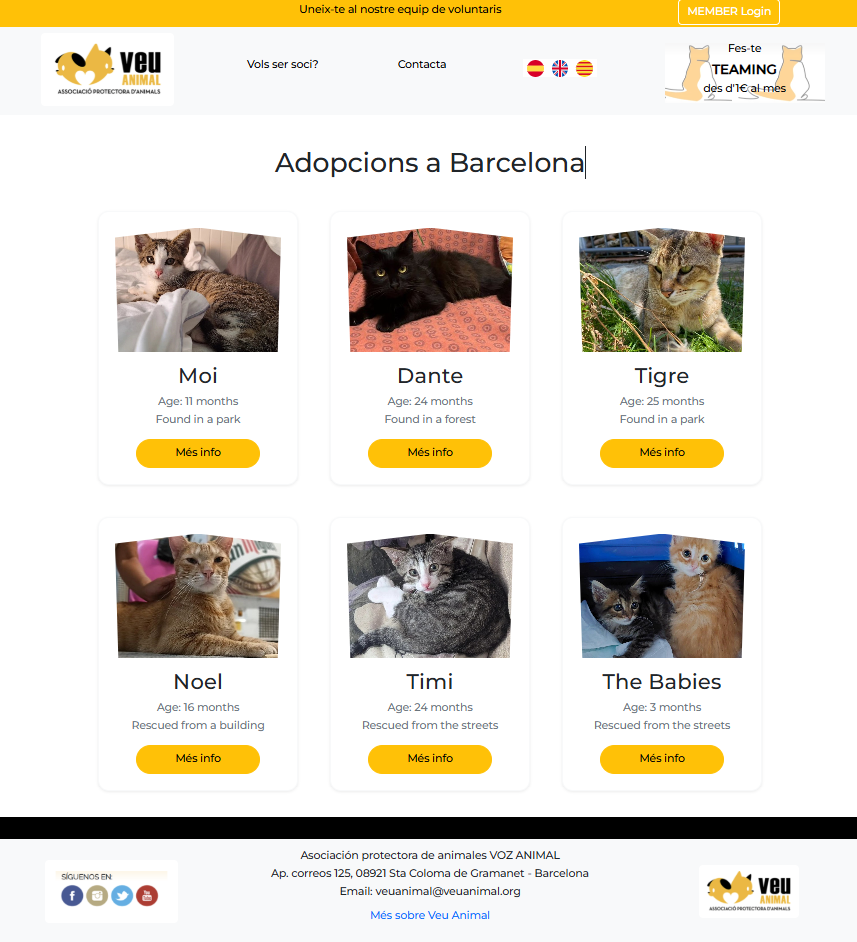 Uneix-te al nostre equip de voluntaris
MEMBER Login
veu
ANIMAL
ASSOCIACIÓ PROTECTORA D'ANIMALS
Vols ser soci?
Contacta
Fes-te
TEAMING
des d'1€ al mes
Adopcions a Barcelona
Moi
Age: 11 months
Found in a park
Més info
Dante
Age: 24 months
Found in a forest
Més info
Tigre
Age: 25 months
Found in a park
Més info
Noel
Age: 16 months
Rescued from a building
Més info
Timi
Age: 24 months
Rescued from the streets
Més info
The Babies
Age: 3 months
Rescued from the streets
Més info
SÍGUENOS EN:
Asociación protectora de animales VOZ ANIMAL
Ap. correos 125, 08921 Sta Coloma de Gramanet - Barcelona
Email: veuanimal@veuanimal.org
Més sobre Veu Animal
veu
ANIMAL
ASSOCIACIÓ PROTECTORA D'ANIMALS